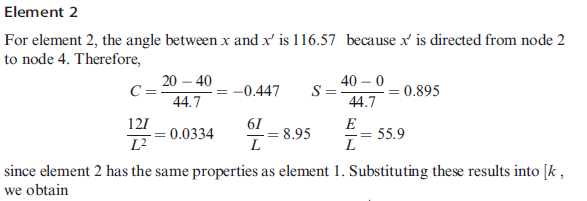 Element 2
For element 2, the angle between x and x′ is 116.57 because x′ is directed from node 2
to node 4. Therefore,
C = (20 − 40)/44.7 = −0.447 S = (40 − 0)/44.7 = 0.895
12I/L² = 0.0334 6I/L = 8.95 E/L = 55.9
since element 2 has the same properties as element 1. Substituting these results into [k ,
we obtain